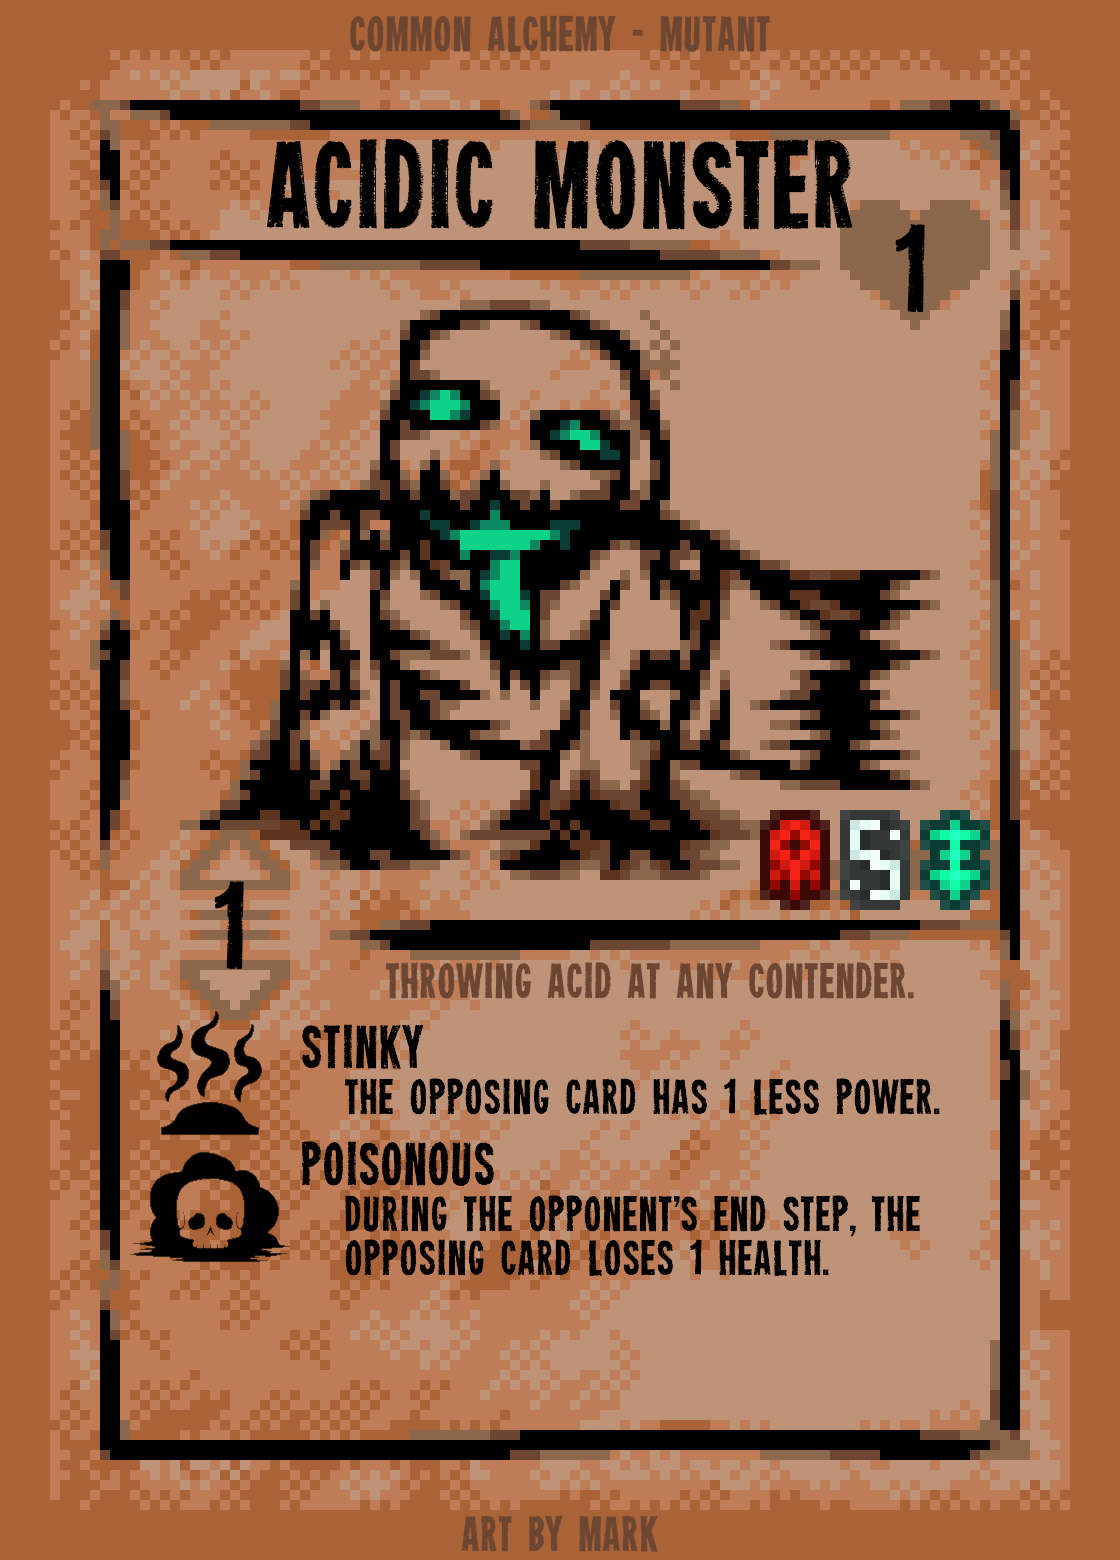 COMMON ALCHEMY - MUTANT
ACIDIC MONSTER
1
S
1
THROWING ACID AT ANY CONTENDER.
STINKY
THE OPPOSING CARD HAS 1 LESS POWER.
POISONOUS
DURING THE OPPONENT'S END STEP, THE
OPPOSING CARD LOSES 1 HEALTH.
ART BY MARK